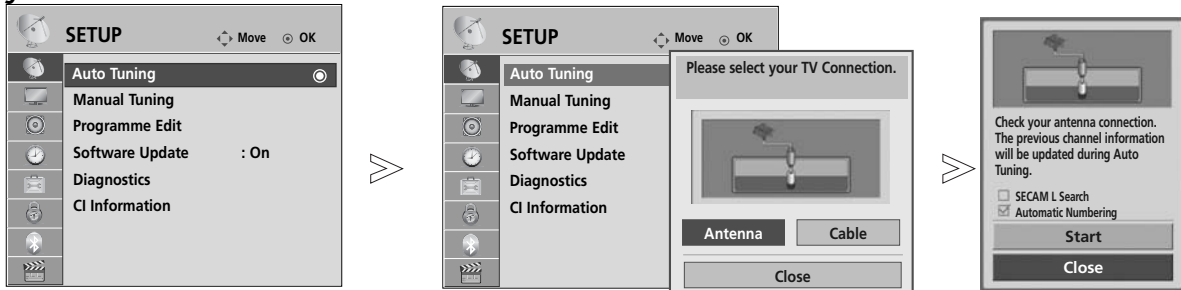 SETUP
Move
OK
Auto Tuning
Manual Tuning
Programme Edit
Software Update : On
Diagnostics
CI Information
SETUP
Move
OK
Auto Tuning
Manual Tuning
Programme Edit
Software Update
Diagnostics
CI Information
Please select your TV Connection.
Antenna
Cable
Close
Check your antenna connection.
The previous channel information
will be updated during Auto
Tuning.
SECAM L Search
Automatic Numbering
Start
Close